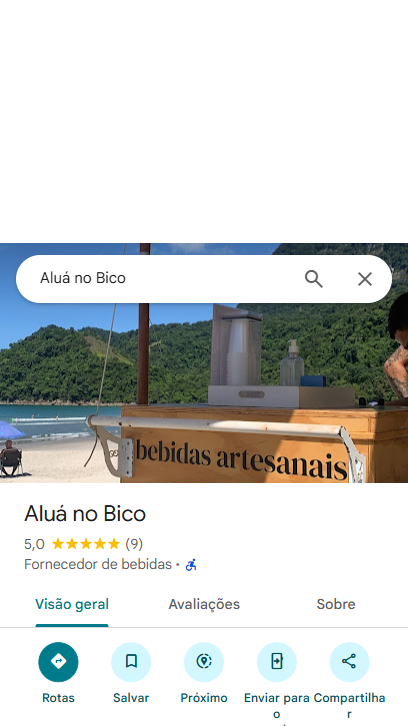 Aluá no Bico
bebidas artesanais
Aluá no Bico
5,0 (9)
Fornecedor de bebidas ·
Visão geral Avaliações Sobre
Rotas Salvar Próximo Enviar para o Compartilhar